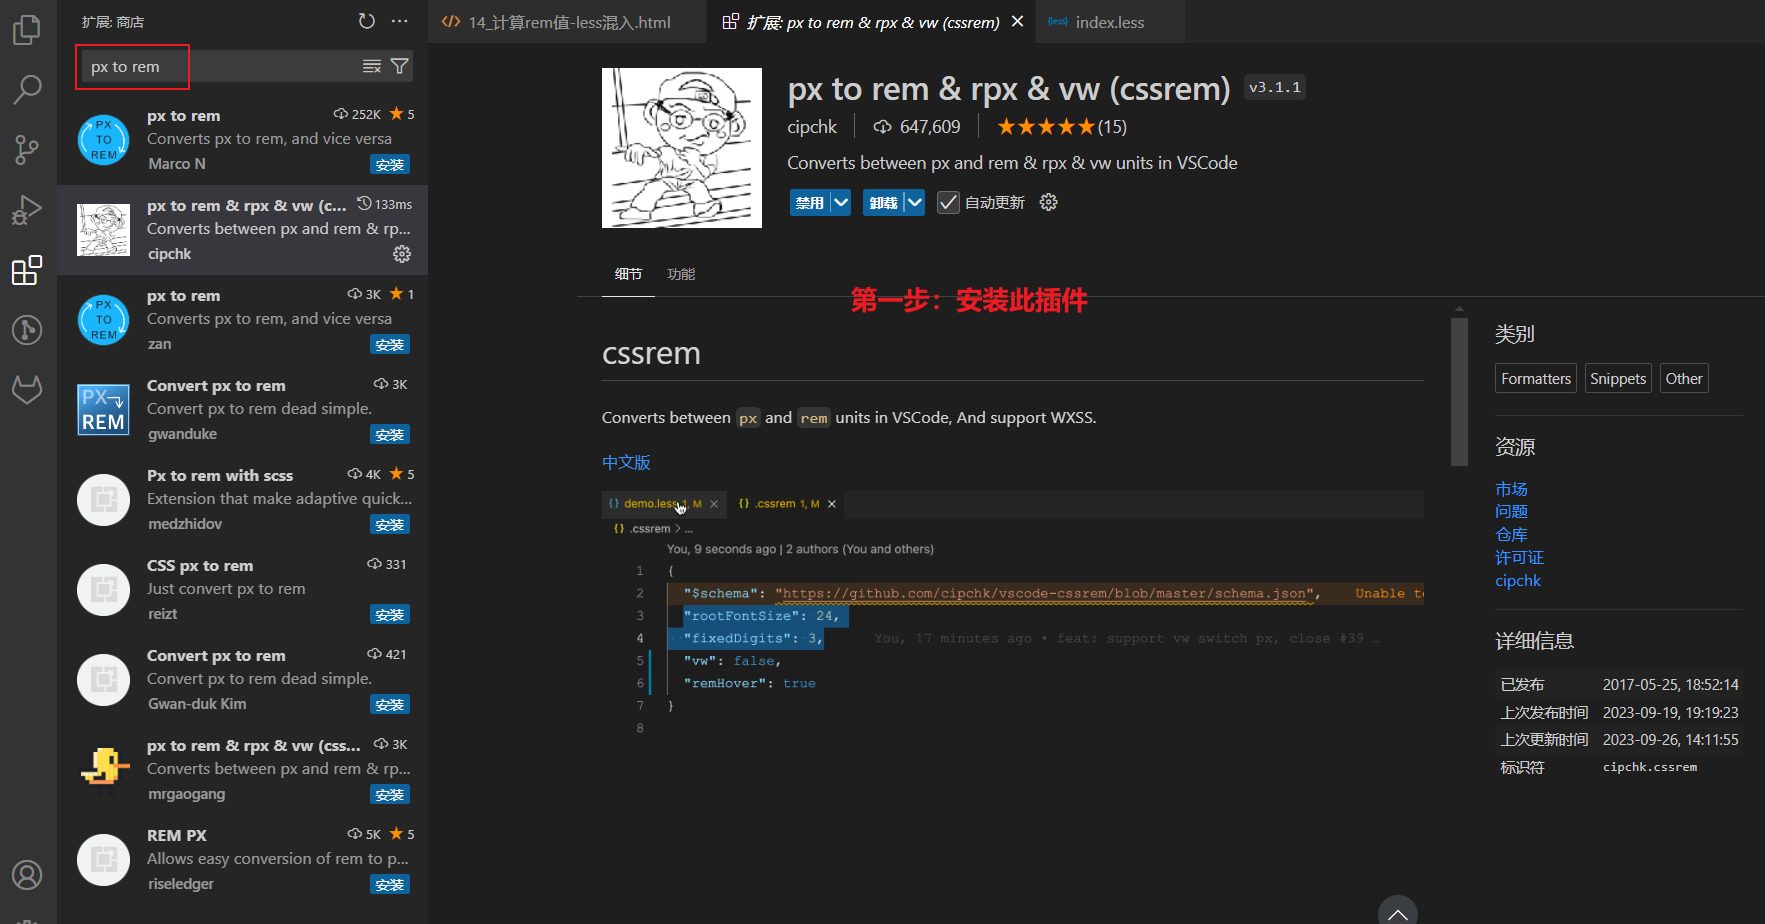 扩展: 商店
px to rem
px to rem
252K
5
Converts px to rem, and vice versa
Marco N
安装
px to rem & rpx & vw (c...
133ms
Converts between px and rem & rp...
cipchk
px to rem
3K
1
Converts px to rem, and vice versa
zan
安装
Convert px to rem
3K
Convert px to rem dead simple.
gwanduke
安装
Px to rem with scss
4K
5
Extension that make adaptive quick...
medzhidov
安装
CSS px to rem
331
Just convert px to rem
reizt
安装
Convert px to rem
421
Convert px to rem dead simple.
Gwan-duk Kim
安装
px to rem & rpx & vw (css...
3K
Converts between px and rem & rp...
mrgaogang
安装
REM PX
5K
5
Allows easy conversion of rem to p...
riseledger
安装
PX
TO
REM
PX
TO
REM
PX
REM
14_计算rem值-less混入.html
扩展: px to rem & rpx & vw (cssrem)
{less}
index.less
px to rem & rpx & vw (cssrem)
v3.1.1
cipchk
647,609
(15)
Converts between px and rem & rpx & vw units in VSCode
禁用
卸载
自动更新
细节
功能
第一步：安装此插件
cssrem
Converts between px and rem units in VSCode, And support WXSS.
中文版
{} demo.less 1, M
{} .cssrem 1, M
{} .cssrem > ...
You, 9 seconds ago | 2 authors (You and others)
1 {
2 "$schema": "https://github.com/cipchk/vscode-cssrem/blob/master/schema.json", Unable to
3 "rootFontSize": 24,
4 "fixedDigits": 3, You, 17 minutes ago • feat: support vw switch px, close #39 …
5 "vw": false,
6 "remHover": true
7 }
8
类别
Formatters
Snippets
Other
资源
市场
问题
仓库
许可证
cipchk
详细信息
已发布 2017-05-25, 18:52:14
上次发布时间 2023-09-19, 19:19:23
上次更新时间 2023-09-26, 14:11:55
标识符 cipchk.cssrem